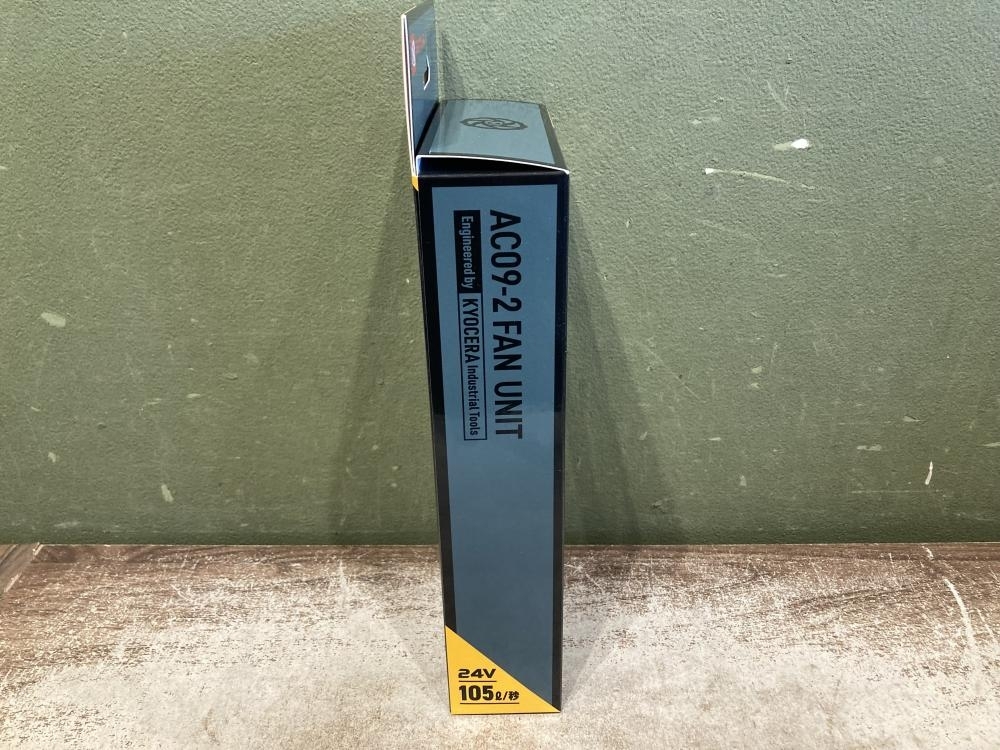 AC09-2 FAN UNIT
Engineered by KYOCERA Industrial Tools
24V
105ℓ/秒